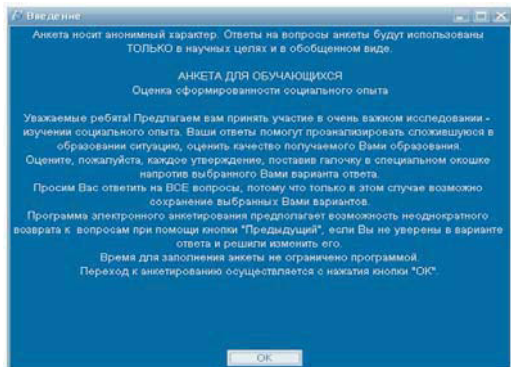 Введение
Анкета носит анонимный характер. Ответы на вопросы анкеты будут использованы
ТОЛЬКО в научных целях и в обобщенном виде.
АНКЕТА ДЛЯ ОБУЧАЮЩИХСЯ
Оценка сформированности социального опыта
Уважаемые ребята! Предлагаем вам принять участие в очень важном исследовании -
изучении социального опыта. Ваши ответы помогут проанализировать сложившуюся в
образовании ситуацию, оценить качество получаемого Вами образования.
Оцените, пожалуйста, каждое утверждение, поставив галочку в специальном окошке
напротив выбранного Вами варианта ответа.
Просим Вас ответить на ВСЕ вопросы, потому что только в этом случае возможно
сохранение выбранных Вами вариантов.
Программа электронного анкетирования предполагает возможность неоднократного
возврата к вопросам при помощи кнопки "Предыдущий", если Вы не уверены в варианте
ответа и решили изменить его.
Время для заполнения анкеты не ограничено программой.
Переход к анкетированию осуществляется с нажатия кнопки "ОК".
ОК